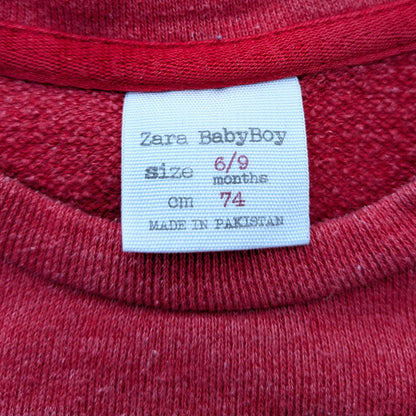 Zara BabyBoy
size 6/9
months
cm 74
MADE IN PAKISTAN